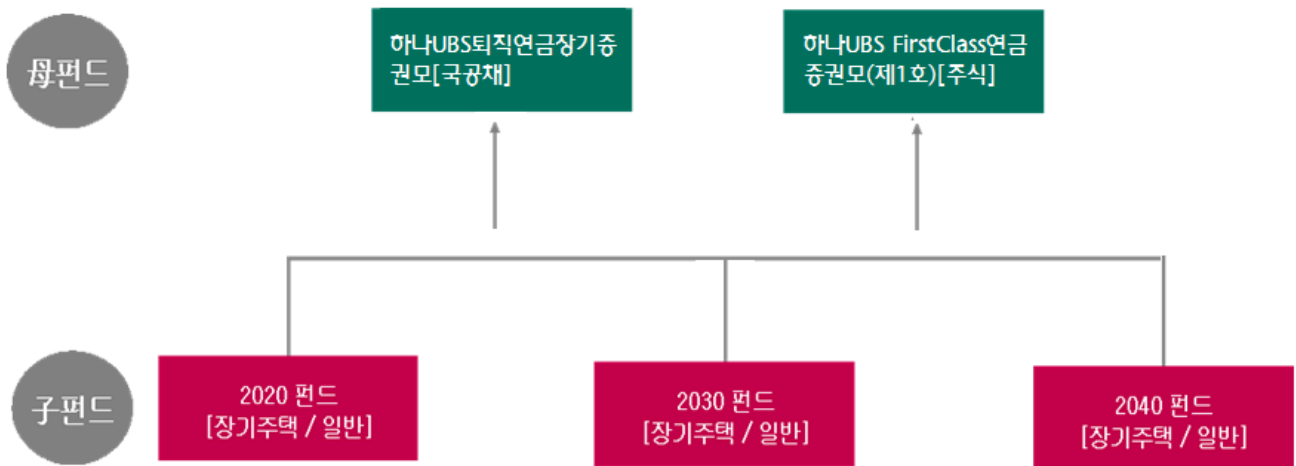 母펀드
하나UBS퇴직연금장기증
권모[국공채]
하나UBS FirstClass연금
증권모(제1호)[주식]
子펀드
2020 펀드
[장기주택 / 일반]
2030 펀드
[장기주택 / 일반]
2040 펀드
[장기주택 / 일반]